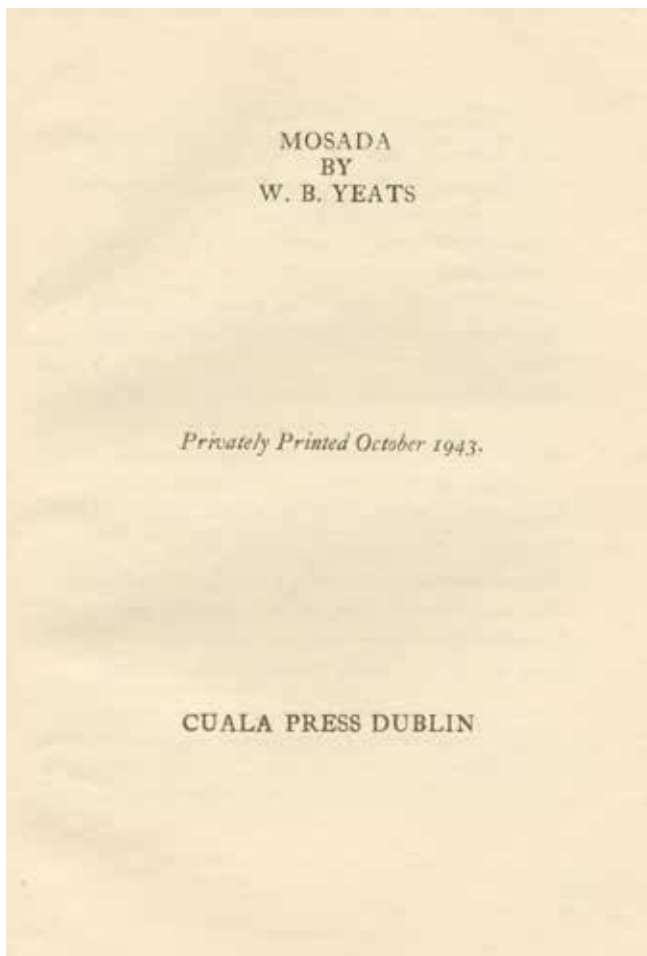 MOSADA
BY
W. B. YEATS
Privately Printed October 1943.
CUALA PRESS DUBLIN